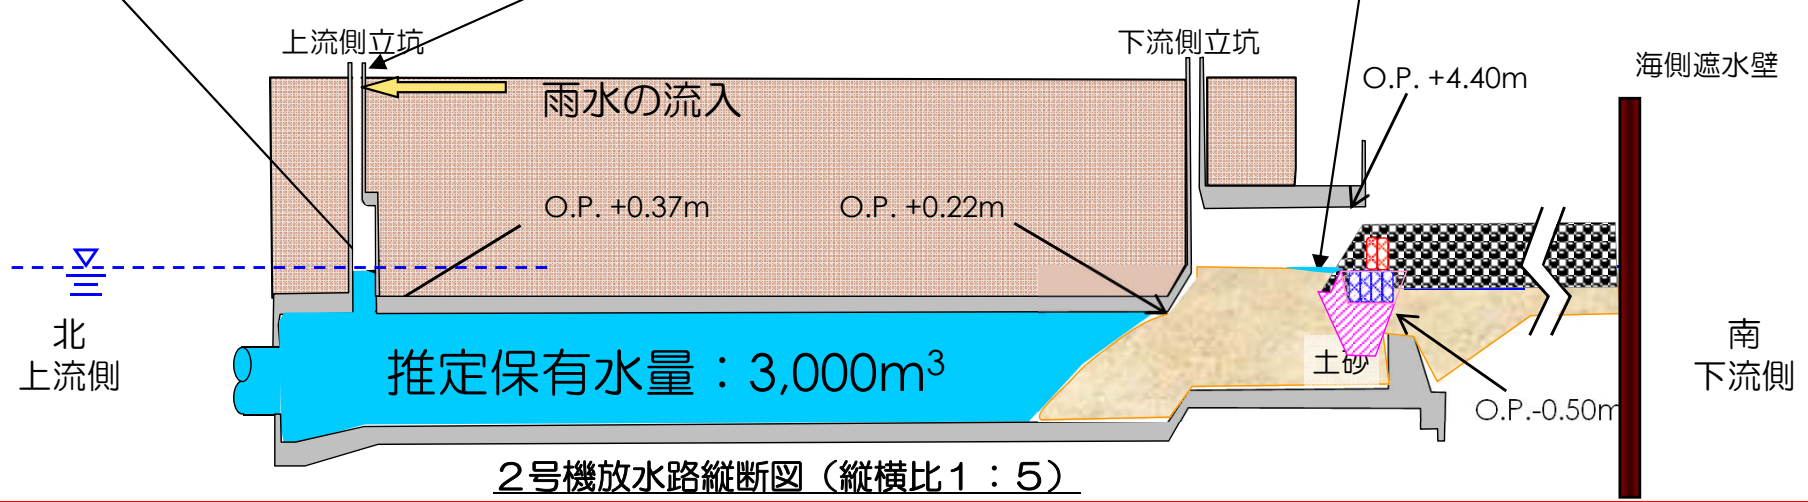 上流側立坑
下流側立坑
海側遮水壁
O.P. +4.40m
雨水の流入
O.P. +0.37m
O.P. +0.22m
北
上流側
推定保有水量：3,000m³
土砂
南
下流側
O.P.-0.50m
２号機放水路縦断図（縦横比１：５）